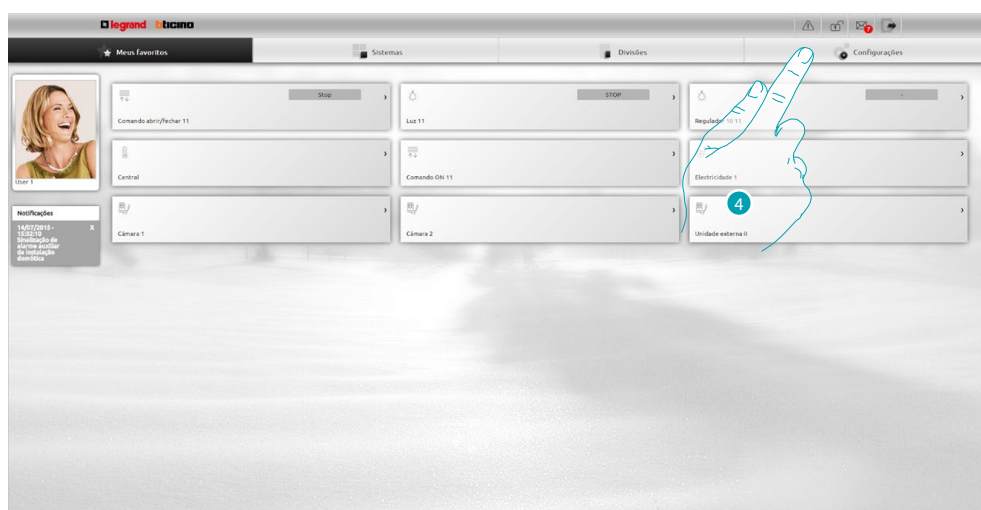 legrand bticino
7
Meus favoritos
Sistemas
Divisões
Configurações
Stop
Comando abrir/fechar 11
STOP
Luz 11
-
Regulador 10 11
Central
Comando ON 11
Electricidade 1
User 1
Câmara 1
Câmara 2
Unidade externa 0
4
Notificações
14/07/2015 - X
15:52:10
Sinalização de
alarme auxiliar
da instalação
domótica